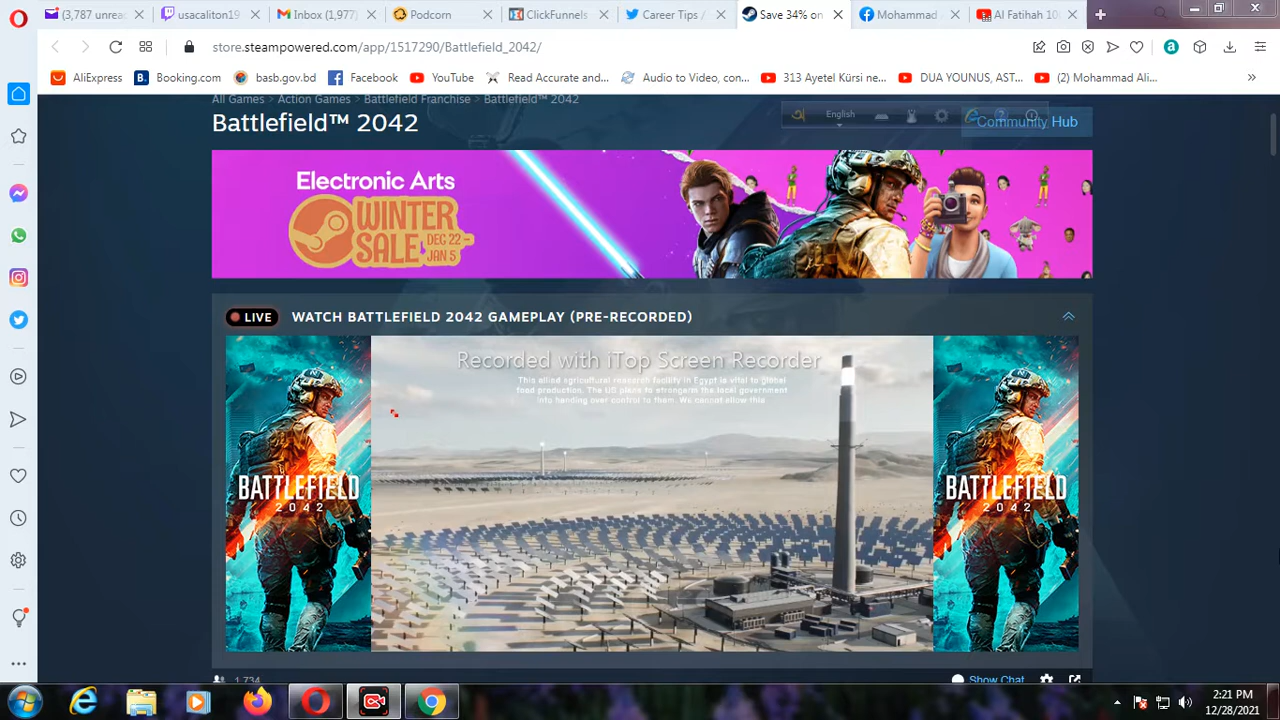 (3,787 unrea
usacaliton19
Inbox (1,977)
Podcorn
ClickFunnels
Career Tips /
Save 34% on
Mohammad
Al Fatihah 10
store.steampowered.com/app/1517290/Battlefield_2042/
AliExpress
Booking.com
basb.gov.bd
Facebook
YouTube
Read Accurate and...
Audio to Video, con...
313 Ayetel Kürsi ne...
DUA YOUNUS, AST...
(2) Mohammad Ali...
All Games > Action Games > Battlefield Franchise > Battlefield™ 2042
Battlefield™ 2042
English
Community Hub
Electronic Arts
WINTER
SALE
DEC 22 -
JAN 5
LIVE
WATCH BATTLEFIELD 2042 GAMEPLAY (PRE-RECORDED)
Recorded with iTop Screen Recorder
This allied agricultural research facility in Egypt is vital to global
food production. The US plans to strongarm the local government
into handing over control to them. We cannot allow this.
BATTLEFIELD
2042
BATTLEFIELD
2042
1,734
Show Chat
2:21 PM
12/28/2021